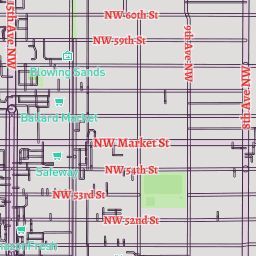 NW 60th St
15th Ave NW
NW 59th St
9th Ave NW
8th Ave NW
Blowing Sands
Ballard Market
NW Market St
Safeway
NW 54th St
NW 53rd St
NW 52nd St